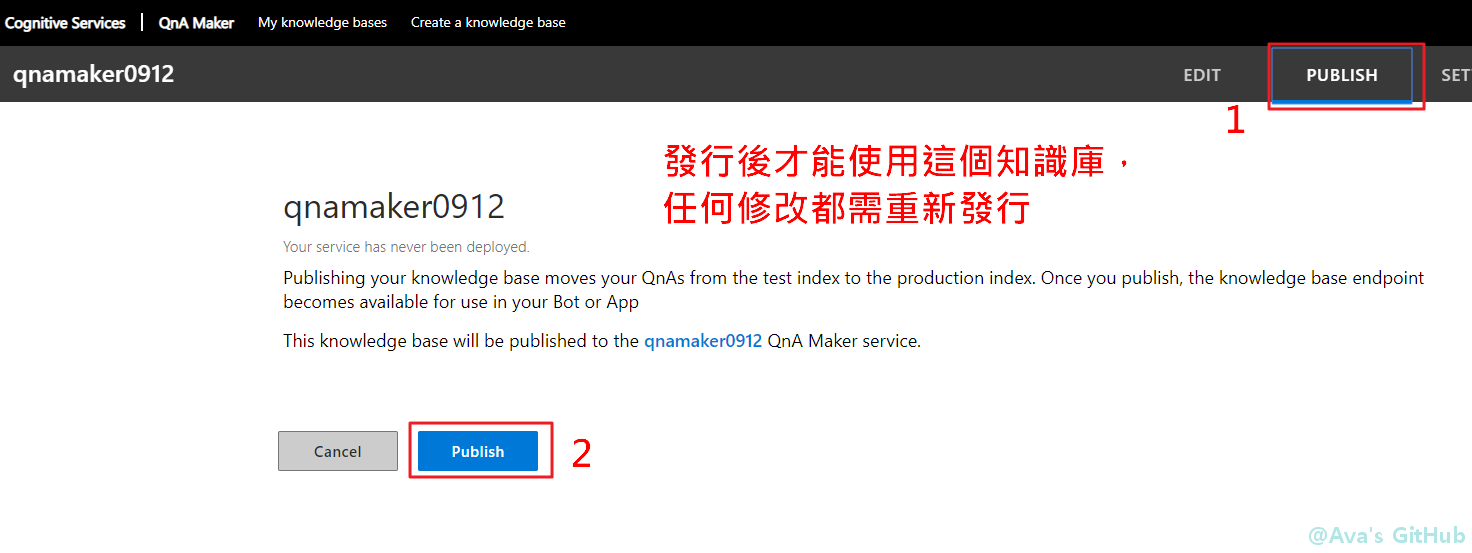 Cognitive Services | QnA Maker My knowledge bases Create a knowledge base
qnamaker0912 EDIT PUBLISH SET
1
發行後才能使用這個知識庫，
任何修改都需重新發行
qnamaker0912
Your service has never been deployed.
Publishing your knowledge base moves your QnAs from the test index to the production index. Once you publish, the knowledge base endpoint
becomes available for use in your Bot or App
This knowledge base will be published to the qnamaker0912 QnA Maker service.
Cancel Publish 2
@Ava's GitHub